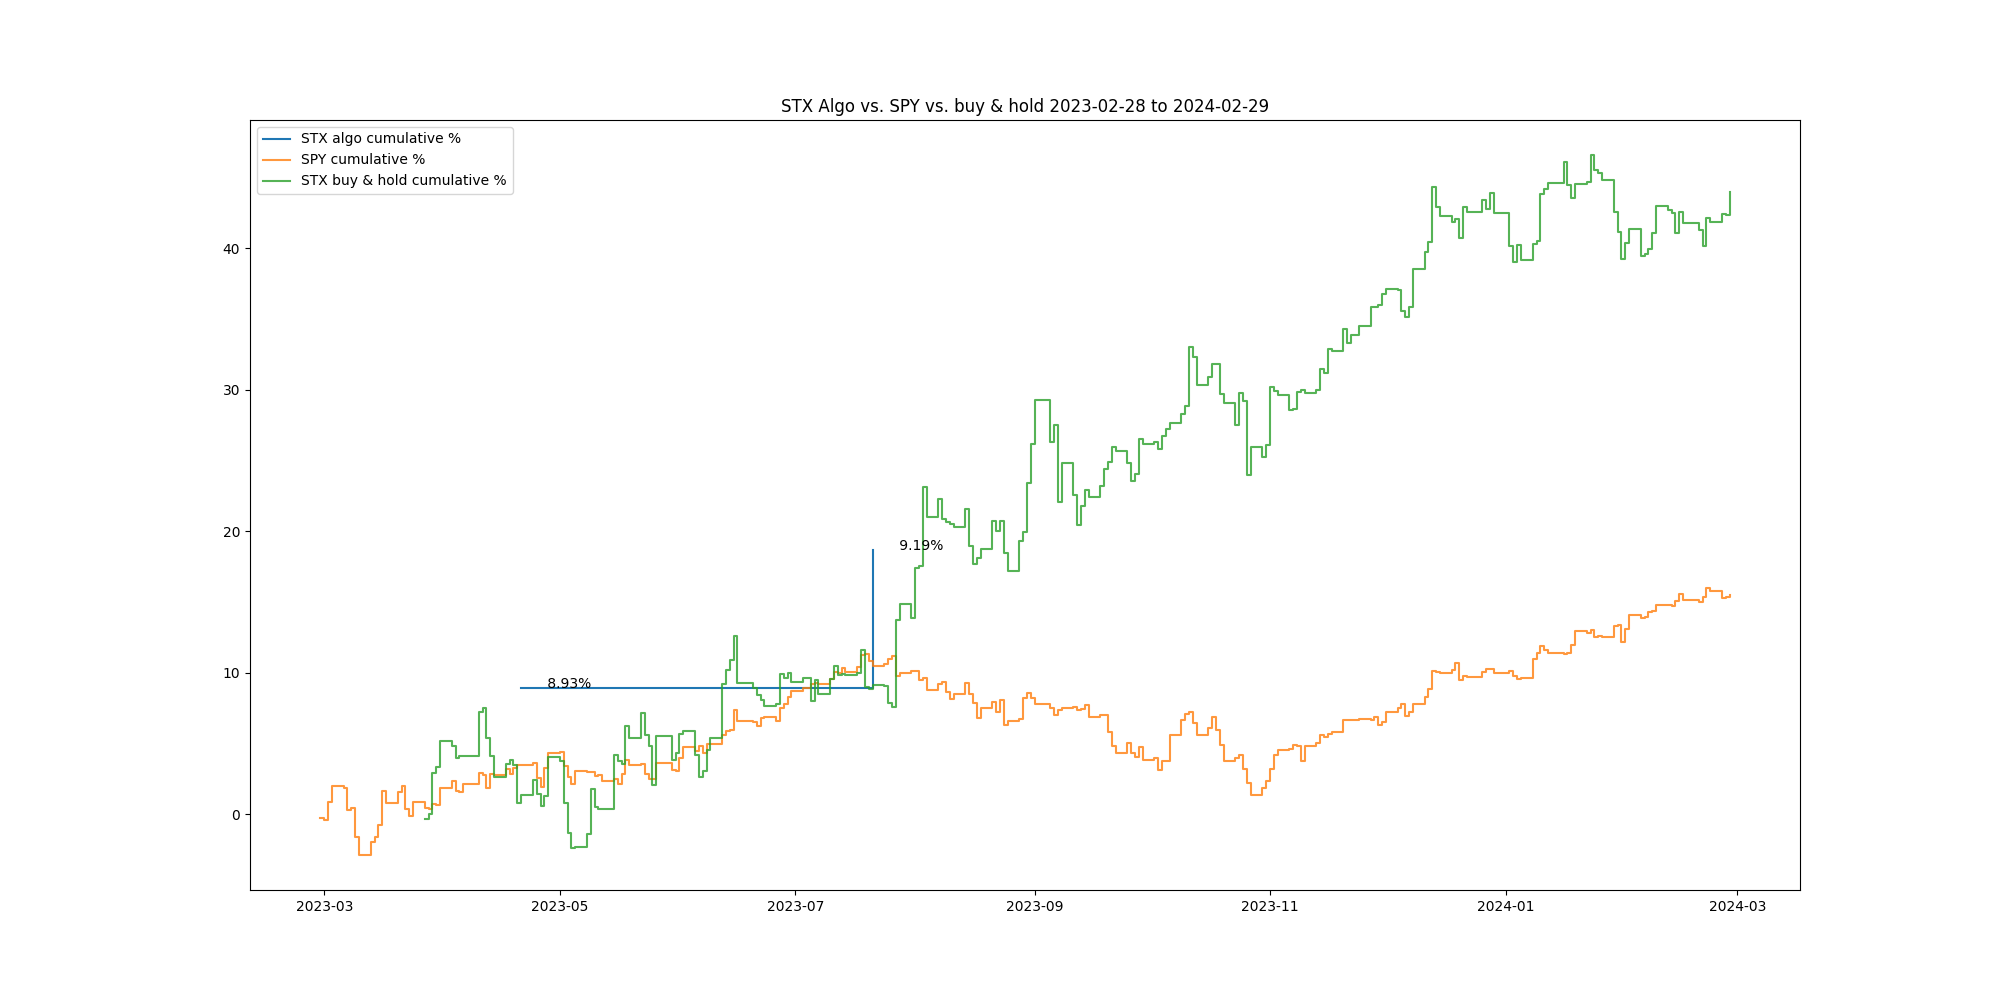 STX Algo vs. SPY vs. buy & hold 2023-02-28 to 2024-02-29
STX algo cumulative %
SPY cumulative %
STX buy & hold cumulative %
40
30
20
10
0
9.19%
8.93%
2023-03 2023-05 2023-07 2023-09 2023-11 2024-01 2024-03